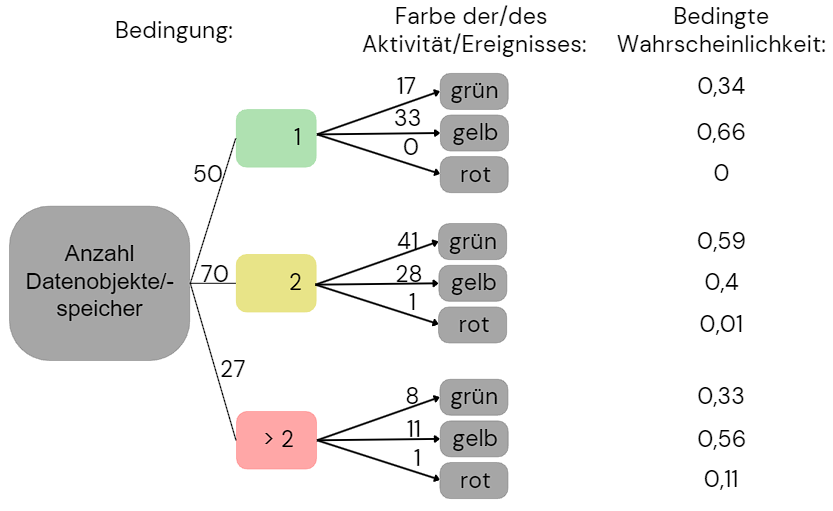 Bedingung:
Farbe der/des
Aktivität/Ereignisses:
Bedingte
Wahrscheinlichkeit:
Anzahl
Datenobjekte/-
speicher
50
70
27
1
17
grün
0,34
33
gelb
0,66
0
rot
0
2
41
grün
0,59
28
gelb
0,4
1
rot
0,01
> 2
8
grün
0,33
11
gelb
0,56
1
rot
0,11